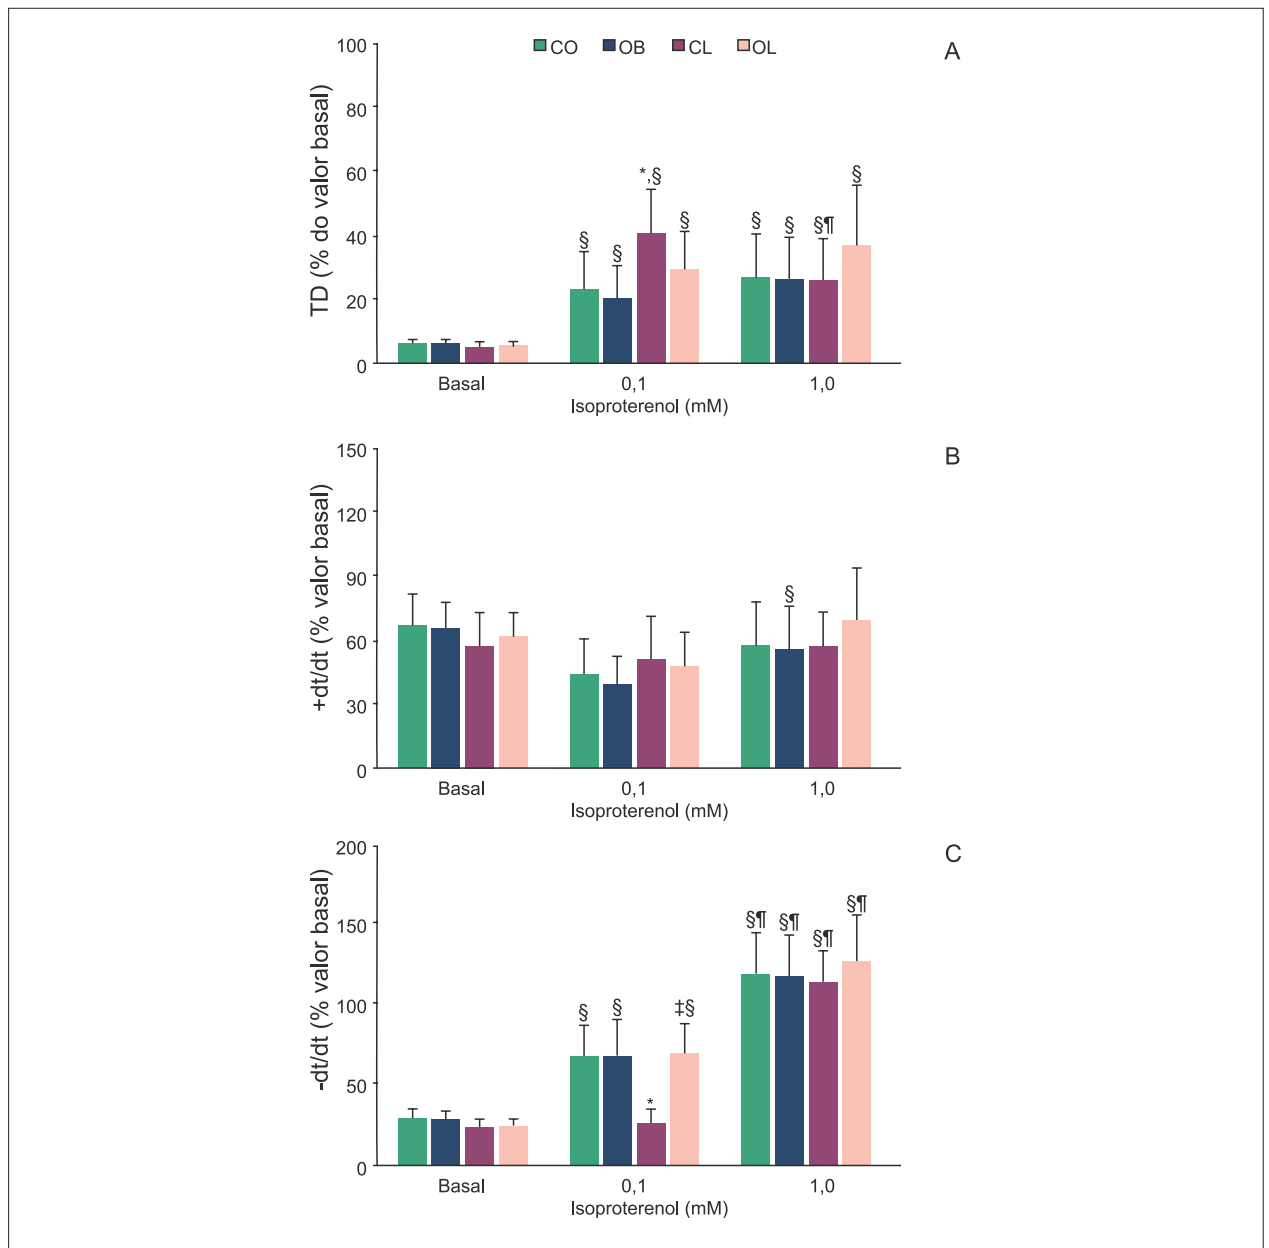 CO OB CL OL
A
TD (% do valor basal)
100
80
60
40
20
0
§
§
*,§
§
§
§
§¶
§
Basal 0,1 1,0
Isoproterenol (mM)
B
+dt/dt (% valor basal)
150
120
90
60
30
0
§
Basal 0,1 1,0
Isoproterenol (mM)
C
-dt/dt (% valor basal)
200
150
100
50
0
§
§
*
‡§
§¶
§¶
§¶
§¶
Basal 0,1 1,0
Isoproterenol (mM)